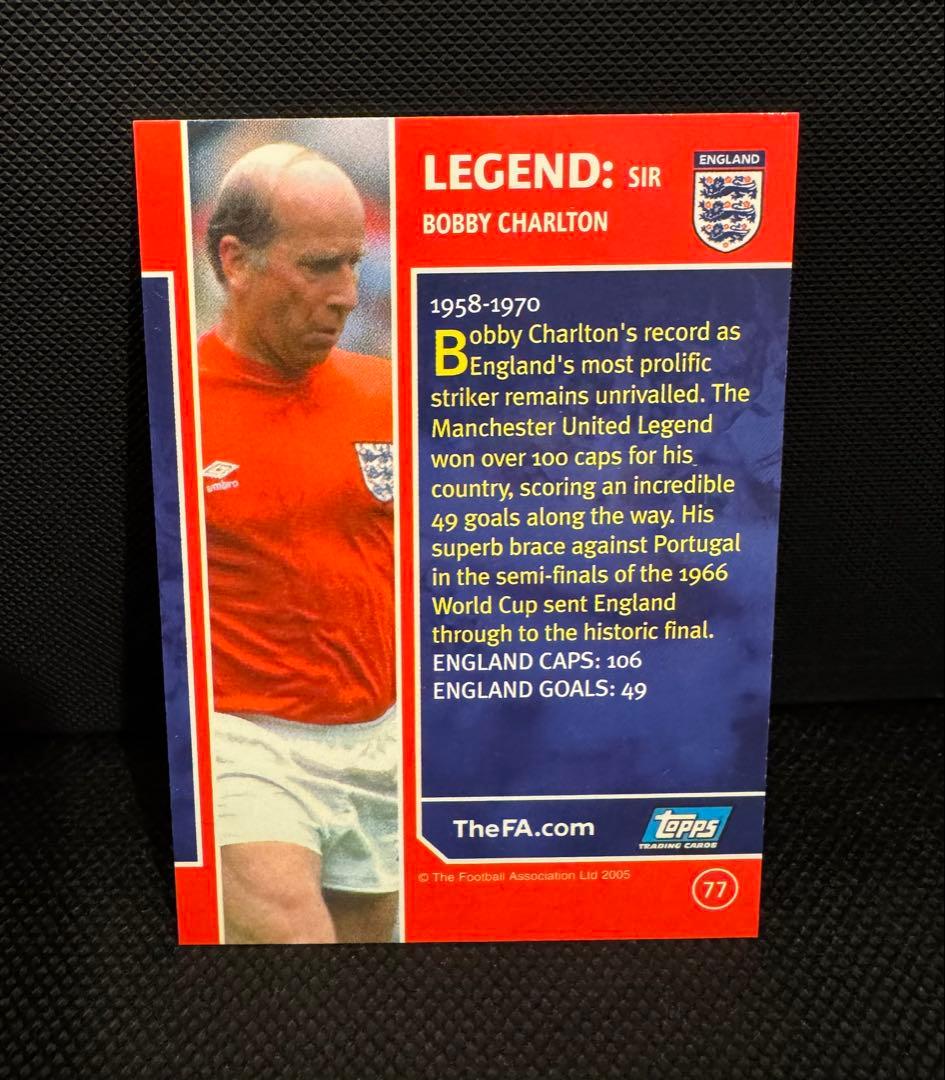 LEGEND: SIR
BOBBY CHARLTON
ENGLAND
umbro
1958-1970
Bobby Charlton's record as
England's most prolific
striker remains unrivalled. The
Manchester United Legend
won over 100 caps for his
country, scoring an incredible
49 goals along the way. His
superb brace against Portugal
in the semi-finals of the 1966
World Cup sent England
through to the historic final.
ENGLAND CAPS: 106
ENGLAND GOALS: 49
TheFA.com
topps
TRADING CARDS
© The Football Association Ltd 2005
77